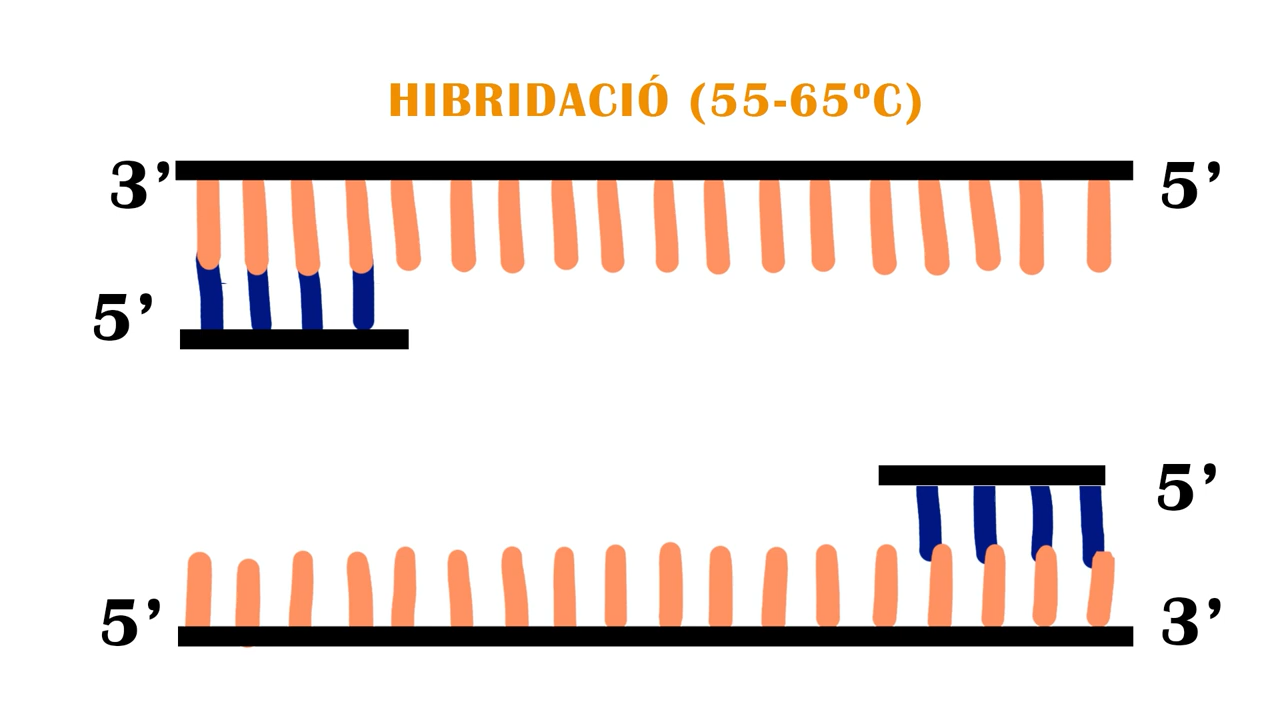 HIBRIDACIÓ (55-65ºC)
3’ 5’
5’
5’
5’ 3’